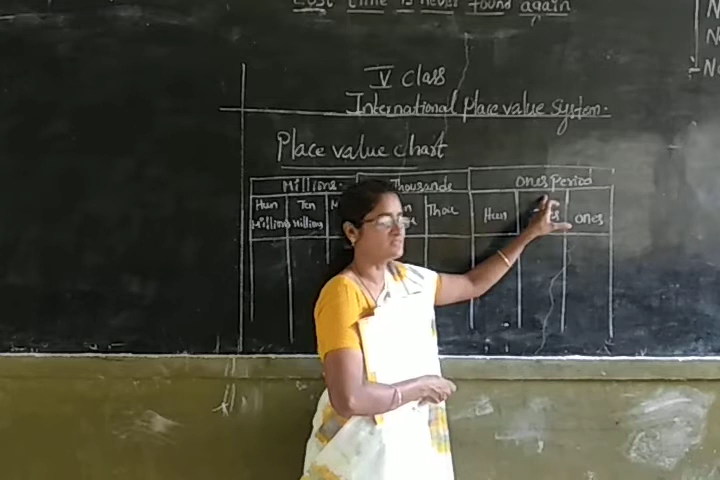 Lost time is never found again
V Class
International place value system.
Place value chart
Millions Thousands Ones Period
Hun Millions Ten Millions Thou Hun Ones